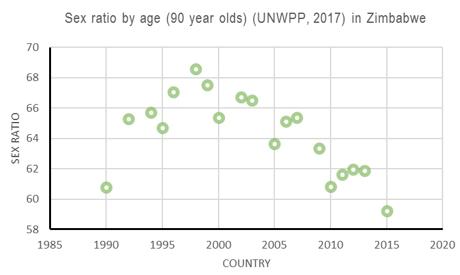 Sex ratio by age (90 year olds) (UNWPP, 2017) in Zimbabwe
70
68
66
64
62
60
58
SEX RATIO
1985 1990 1995 2000 2005 2010 2015 2020
COUNTRY